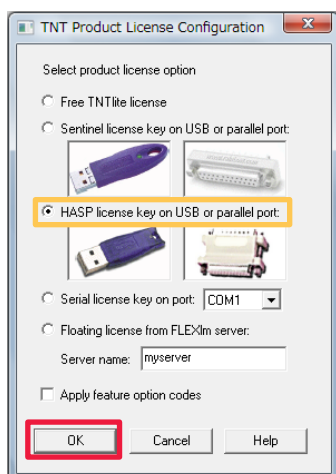 TNT Product License Configuration
Select product license option
Free TNTlite license
Sentinel license key on USB or parallel port:
HASP license key on USB or parallel port:
Serial license key on port: COM1
Floating license from FLEXlm server:
Server name: myserver
Apply feature option codes
OK Cancel Help